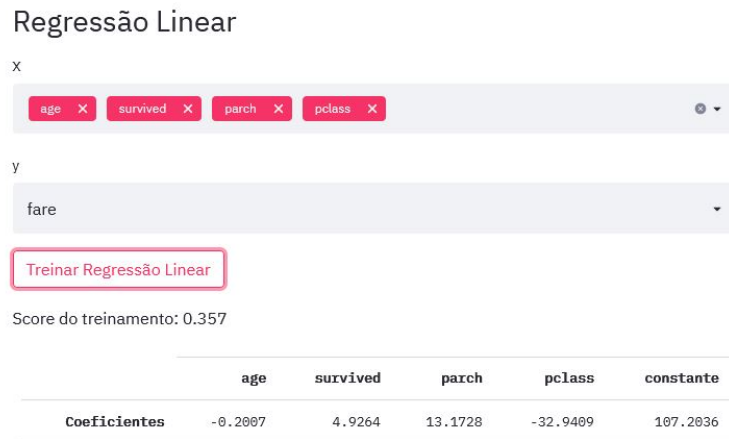 Regressão Linear
X
age survived parch pclass
y
fare
Treinar Regressão Linear
Score do treinamento: 0.357
age survived parch pclass constante
Coeficientes -0.2007 4.9264 13.1728 -32.9409 107.2036